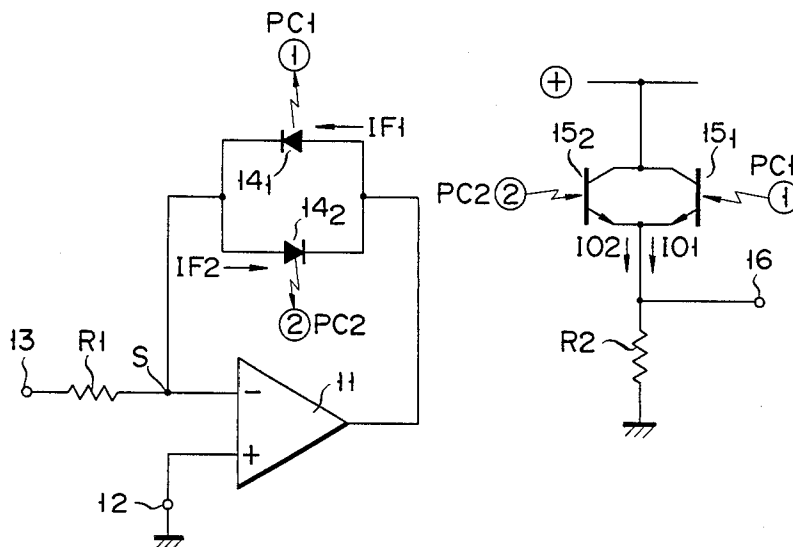 PC1
1
IF1
14₁
14₂
IF2
2 PC2
13
R1
S
11
−
+
12
+
15₂
15₁
PC2 2
PC1
1
IO2
IO1
16
R2